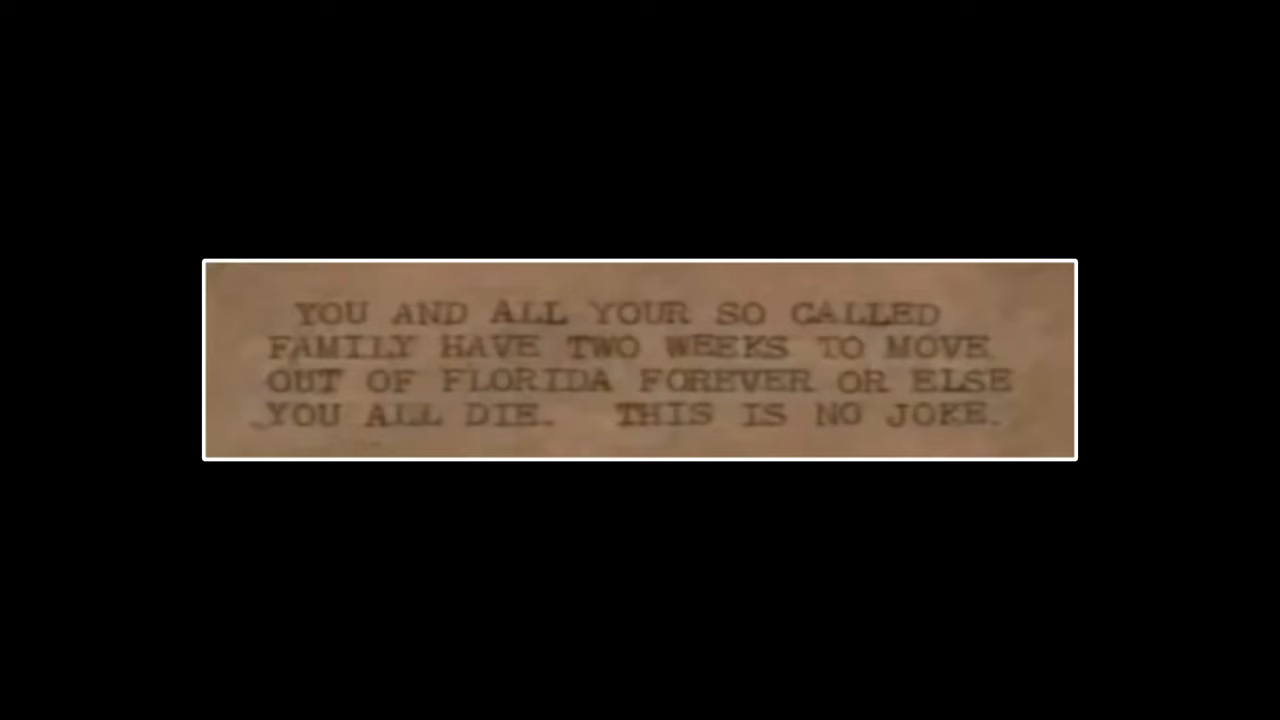 YOU AND ALL YOUR SO CALLED
FAMILY HAVE TWO WEEKS TO MOVE
OUT OF FLORIDA FOREVER OR ELSE
YOU ALL DIE. THIS IS NO JOKE.